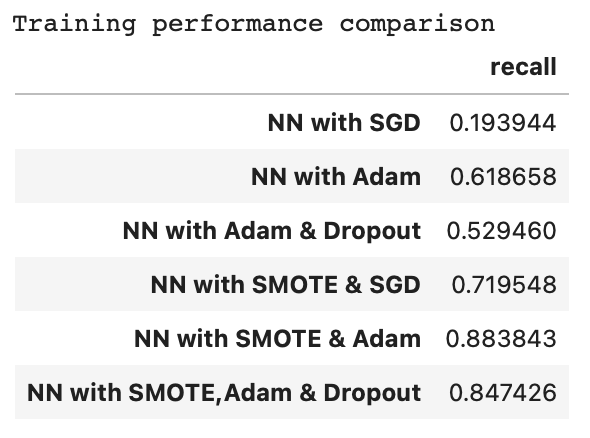 Training performance comparison
recall
NN with SGD 0.193944
NN with Adam 0.618658
NN with Adam & Dropout 0.529460
NN with SMOTE & SGD 0.719548
NN with SMOTE & Adam 0.883843
NN with SMOTE,Adam & Dropout 0.847426